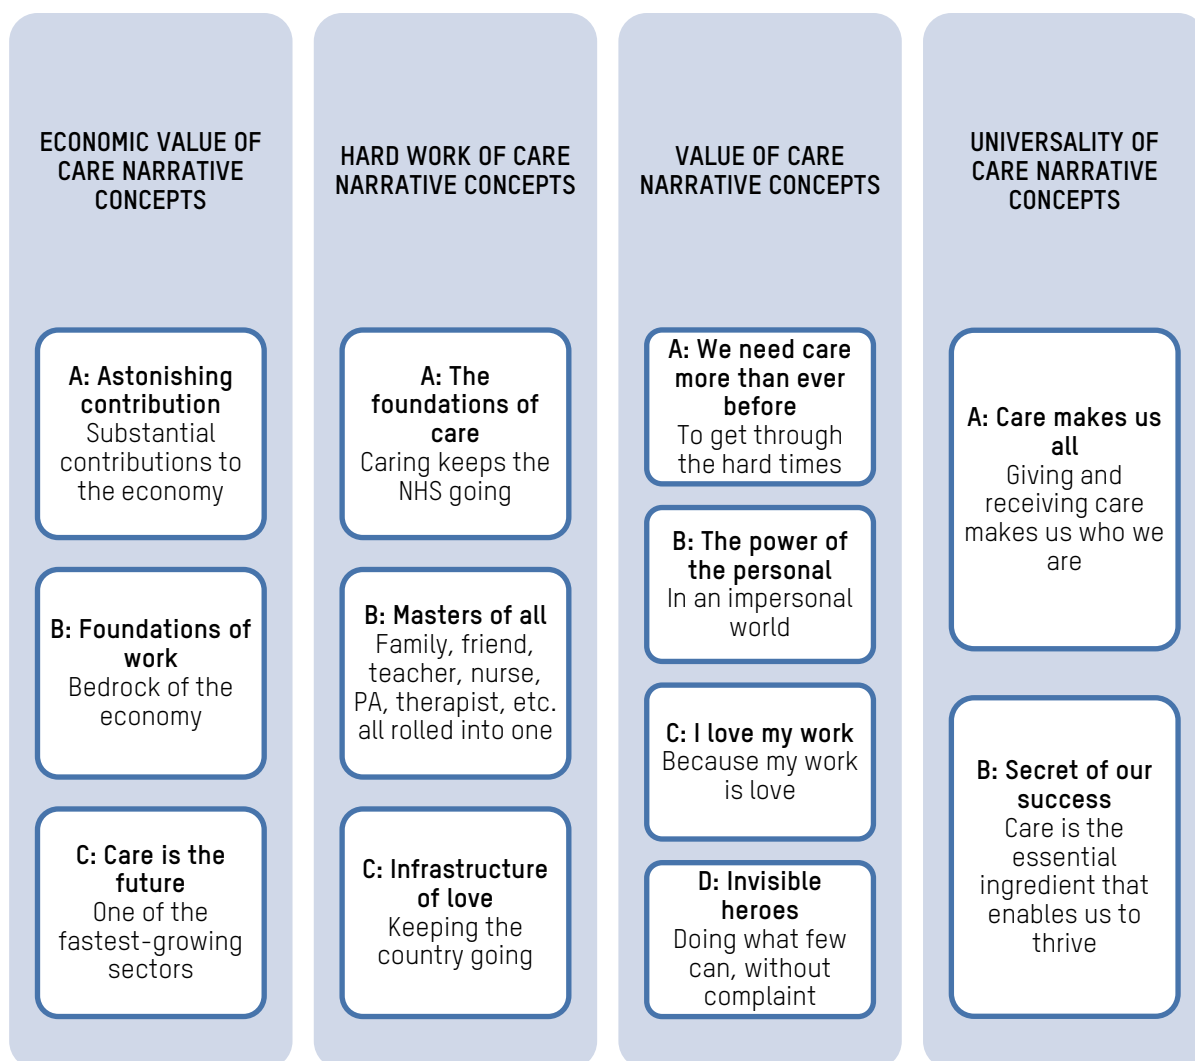 ECONOMIC VALUE OF
CARE NARRATIVE
CONCEPTS
A: Astonishing
contribution
Substantial
contributions to
the economy
B: Foundations of
work
Bedrock of the
economy
C: Care is the
future
One of the
fastest-growing
sectors
HARD WORK OF CARE
NARRATIVE CONCEPTS
A: The
foundations of
care
Caring keeps the
NHS going
B: Masters of all
Family, friend,
teacher, nurse,
PA, therapist, etc.
all rolled into one
C: Infrastructure
of love
Keeping the
country going
VALUE OF CARE
NARRATIVE CONCEPTS
A: We need care
more than ever
before
To get through
the hard times
B: The power of
the personal
In an impersonal
world
C: I love my work
Because my work
is love
D: Invisible
heroes
Doing what few
can, without
complaint
UNIVERSALITY OF
CARE NARRATIVE
CONCEPTS
A: Care makes us
all
Giving and
receiving care
makes us who we
are
B: Secret of our
success
Care is the
essential
ingredient that
enables us to
thrive